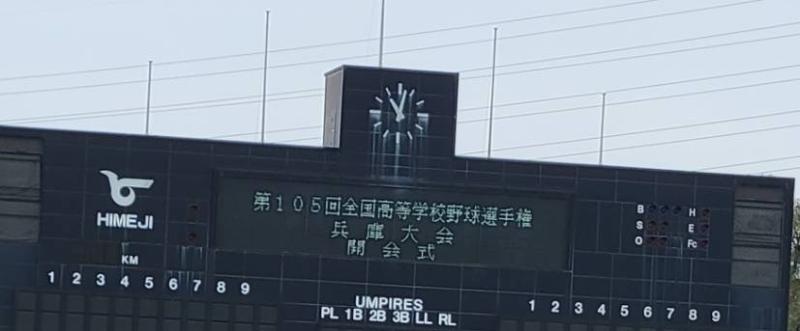 第１０５回全国高等学校野球選手権
兵庫大会
開会式
HIMEJI
B H
S E
O Fc
KM
1 2 3 4 5 6 7 8 9
UMPIRES
PL 1B 2B 3B LL RL
1 2 3 4 5 6 7 8 9